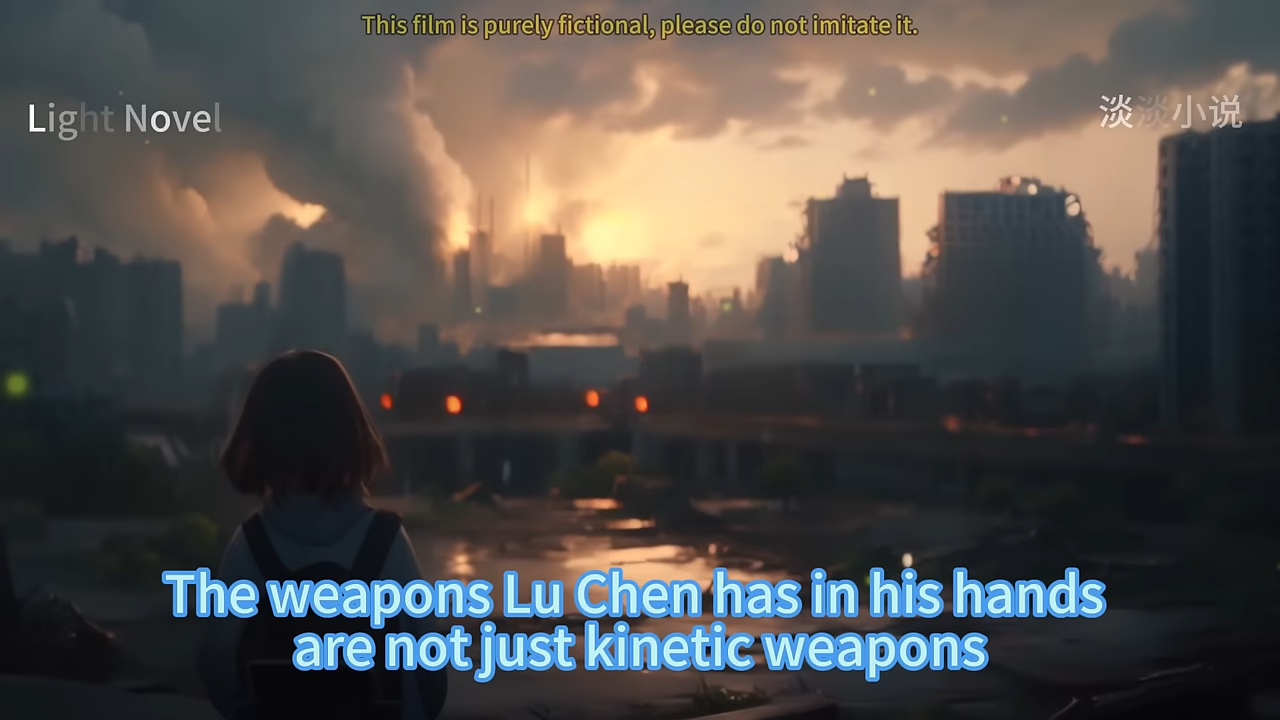 This film is purely fictional, please do not imitate it.
Light Novel
淡淡小说
The weapons Lu Chen has in his hands
are not just kinetic weapons